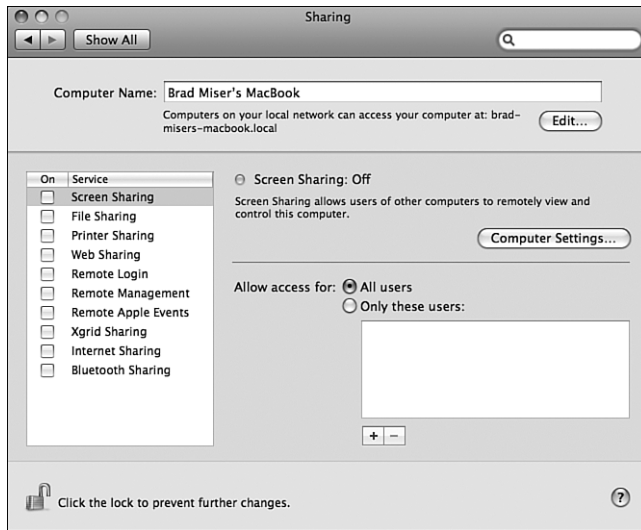 Sharing
Show All
Computer Name: Brad Miser's MacBook
Computers on your local network can access your computer at: brad-
misers-macbook.local
Edit...
On Service
Screen Sharing
File Sharing
Printer Sharing
Web Sharing
Remote Login
Remote Management
Remote Apple Events
Xgrid Sharing
Internet Sharing
Bluetooth Sharing
Screen Sharing: Off
Screen Sharing allows users of other computers to remotely view and
control this computer.
Computer Settings...
Allow access for: All users
Only these users:
+ −
Click the lock to prevent further changes.
?